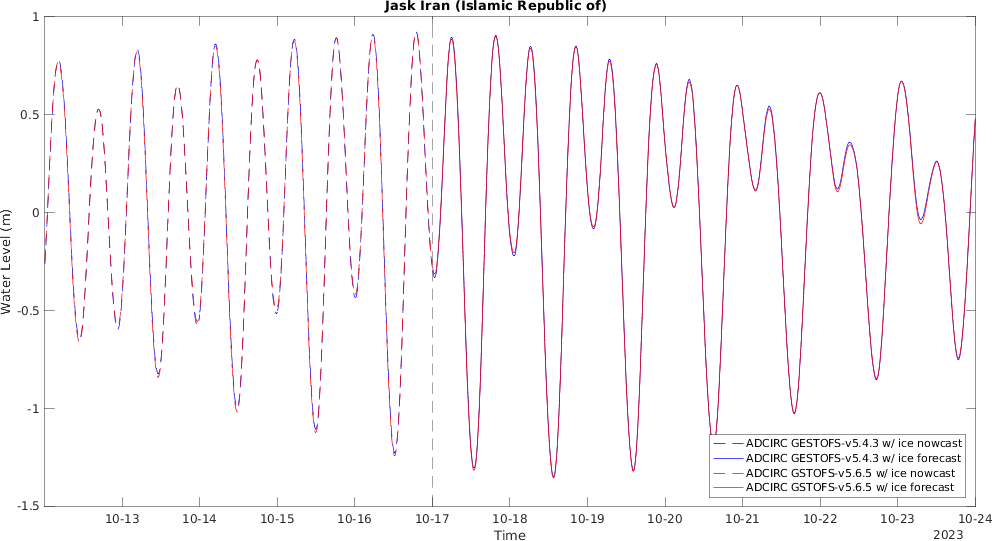 Jask Iran (Islamic Republic of)
1
0.5
0
-0.5
-1
-1.5
Water Level (m)
ADCIRC GESTOFS-v5.4.3 w/ ice nowcast
ADCIRC GESTOFS-v5.4.3 w/ ice forecast
ADCIRC GSTOFS-v5.6.5 w/ ice nowcast
ADCIRC GSTOFS-v5.6.5 w/ ice forecast
10-13 10-14 10-15 10-16 10-17 10-18 10-19 10-20 10-21 10-22 10-23 10-24
Time
2023